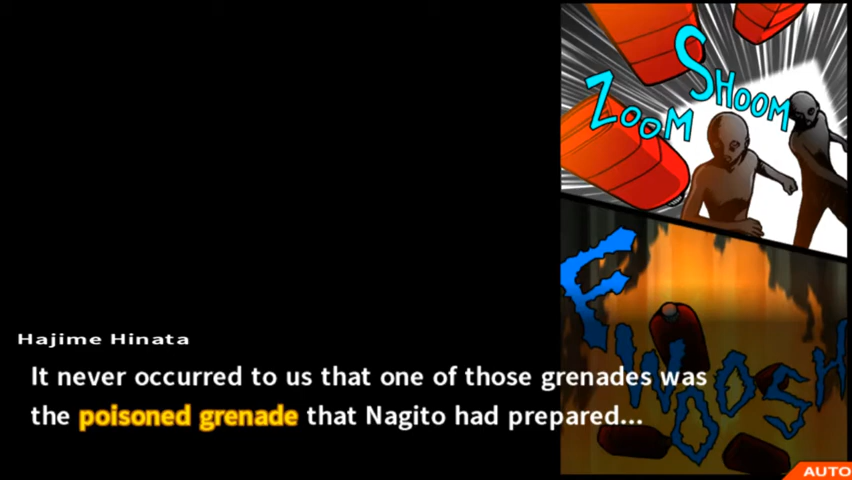 ZOOM
SHOOM
FWOOSH
Hajime Hinata
It never occurred to us that one of those grenades was
the poisoned grenade that Nagito had prepared...
AUTO